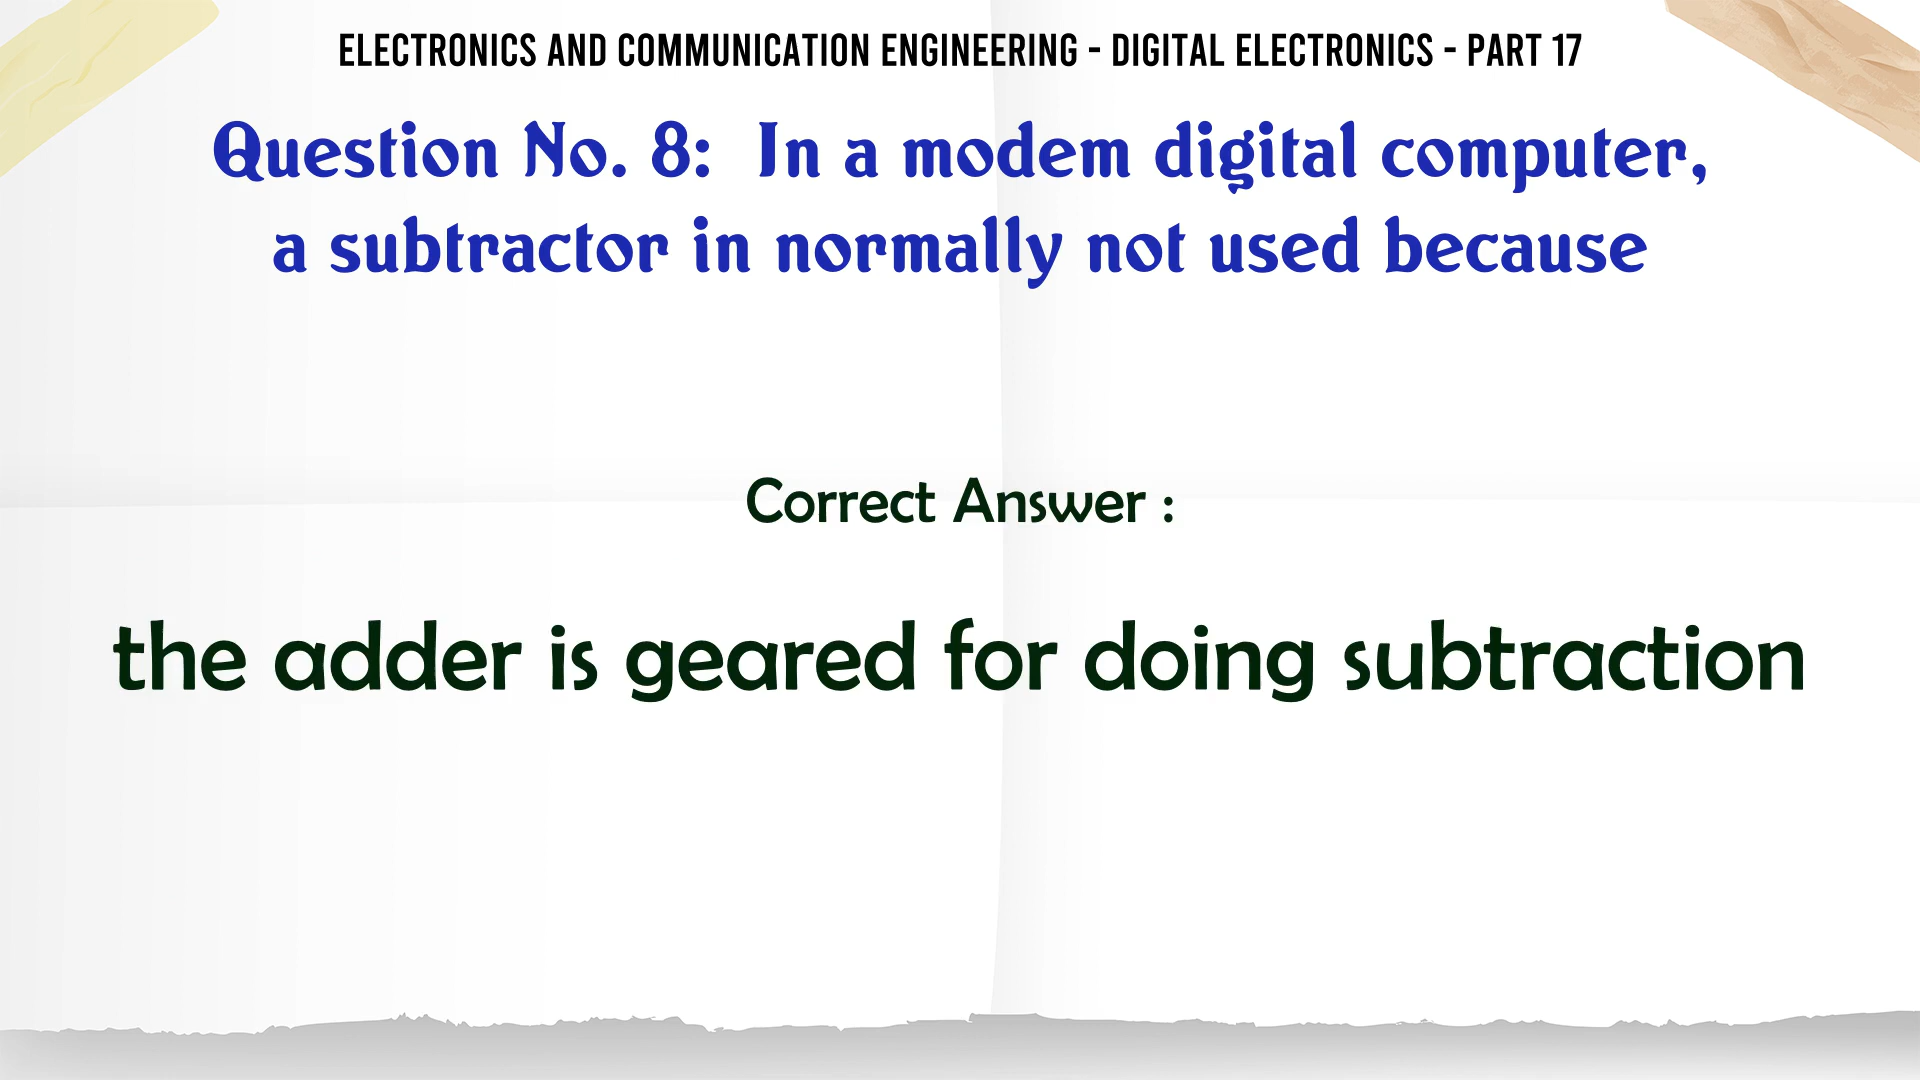 ELECTRONICS AND COMMUNICATION ENGINEERING - DIGITAL ELECTRONICS - PART 17
Question No. 8:  In a modem digital computer,
a subtractor in normally not used because
Correct Answer :
the adder is geared for doing subtraction